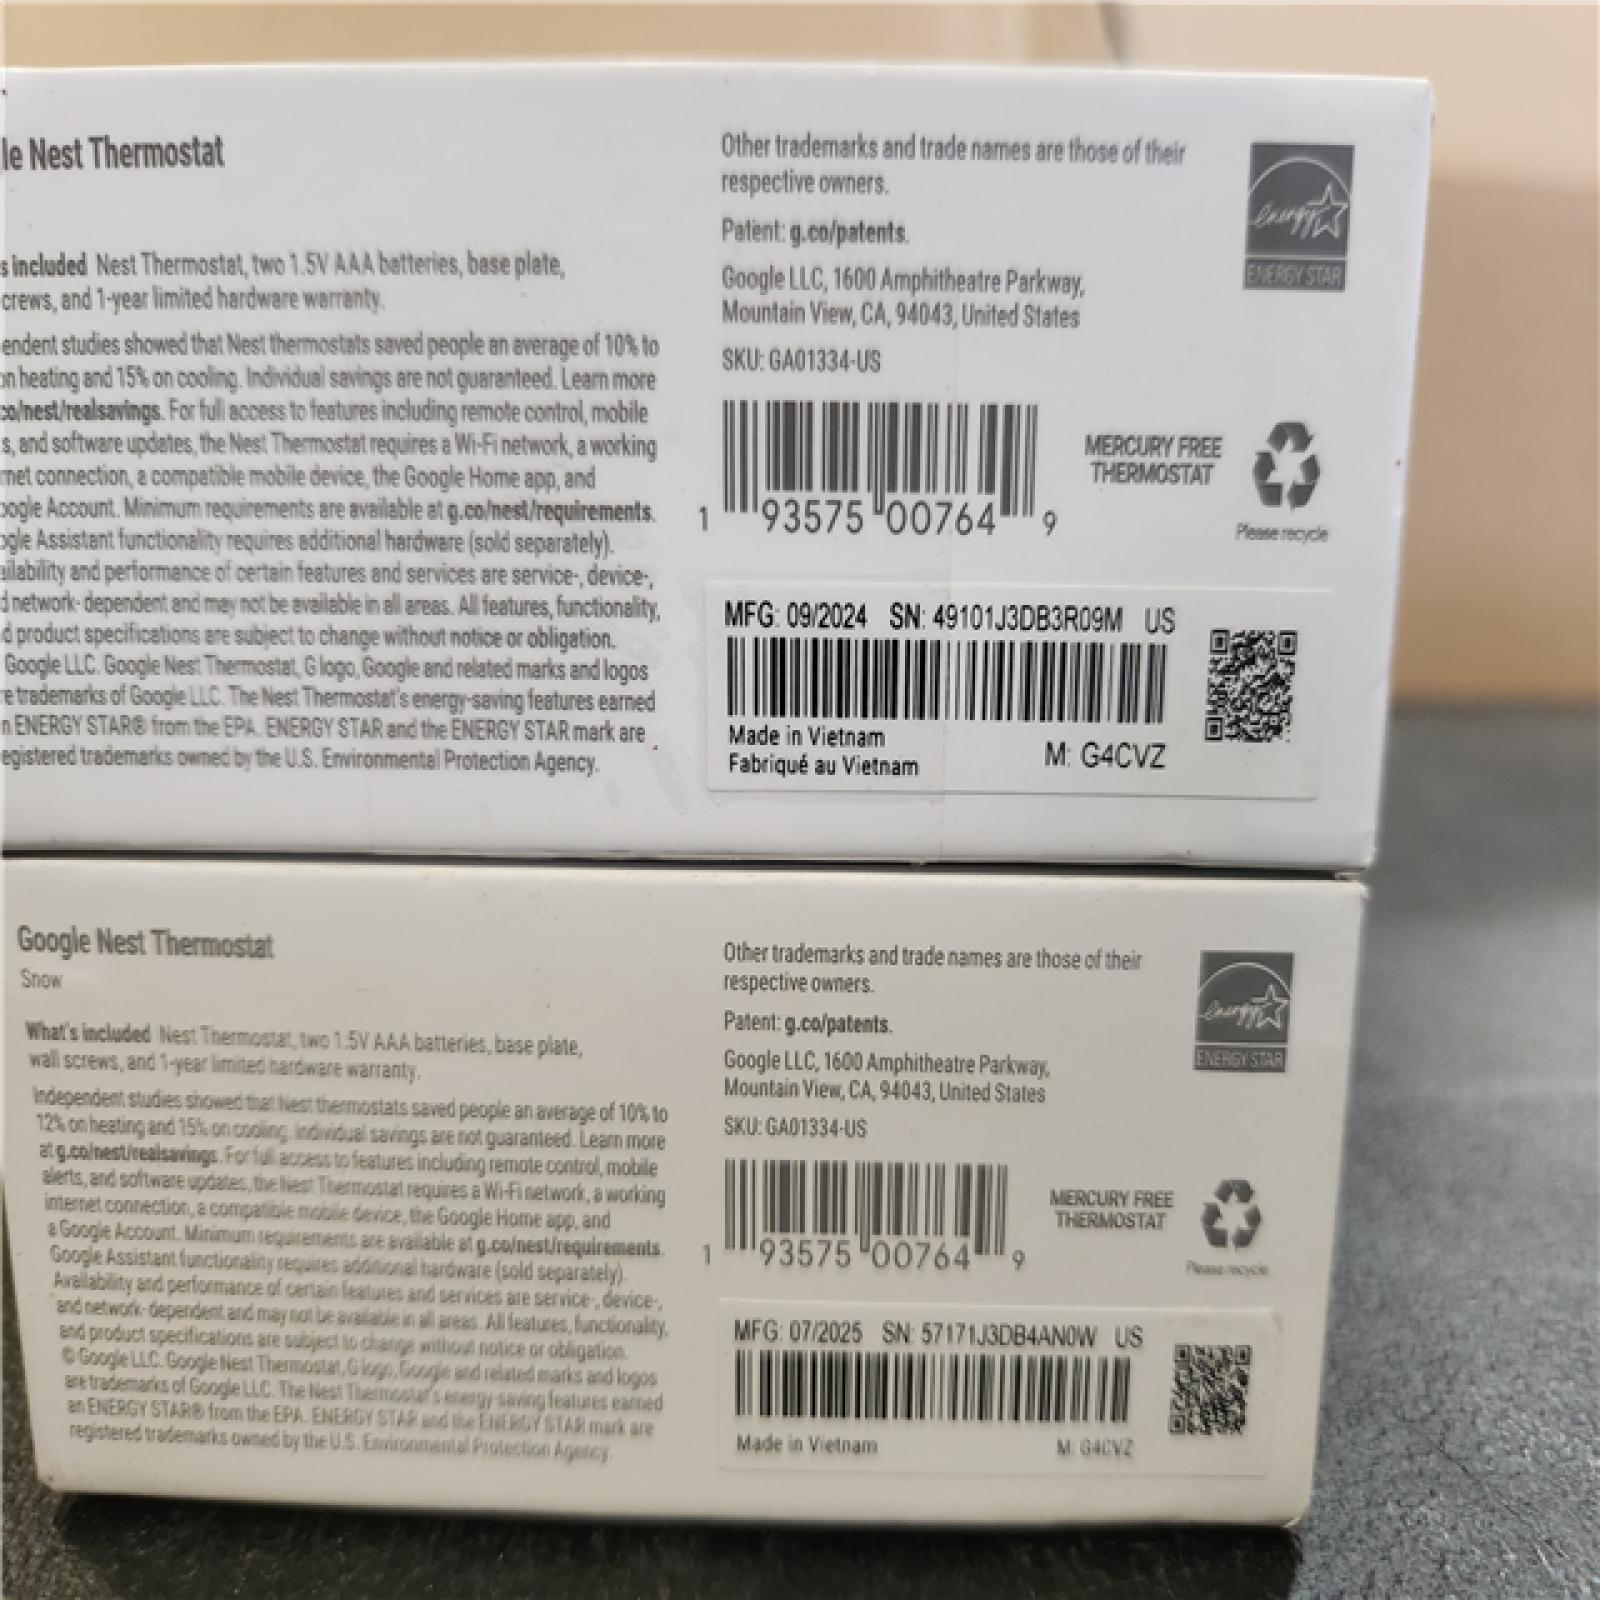 le Nest Thermostat
s included Nest Thermostat, two 1.5V AAA batteries, base plate,
crews, and 1-year limited hardware warranty.
endent studies showed that Nest thermostats saved people an average of 10% to
on heating and 15% on cooling. Individual savings are not guaranteed. Learn more
co/nest/realsavings. For full access to features including remote control, mobile
s, and software updates, the Nest Thermostat requires a Wi-Fi network, a working
rnet connection, a compatible mobile device, the Google Home app, and
oogle Account. Minimum requirements are available at g.co/nest/requirements.
ogle Assistant functionality requires additional hardware (sold separately).
ailability and performance of certain features and services are service-, device-,
d network- dependent and may not be available in all areas. All features, functionality,
d product specifications are subject to change without notice or obligation.
Google LLC. Google Nest Thermostat, G logo, Google and related marks and logos
re trademarks of Google LLC. The Nest Thermostat's energy-saving features earned
n ENERGY STAR® from the EPA. ENERGY STAR and the ENERGY STAR mark are
egistered trademarks owned by the U.S. Environmental Protection Agency.
Other trademarks and trade names are those of their
respective owners.
Patent: g.co/patents.
Google LLC, 1600 Amphitheatre Parkway,
Mountain View, CA, 94043, United States
SKU: GA01334-US
energy
ENERGY STAR
1 93575 00764 9
MERCURY FREE
THERMOSTAT
Please recycle
MFG: 09/2024 SN: 49101J3DB3R09M US
Made in Vietnam
Fabriqué au Vietnam
M: G4CVZ
Google Nest Thermostat
Snow
What's included Nest Thermostat, two 1.5V AAA batteries, base plate,
wall screws, and 1-year limited hardware warranty.
Independent studies showed that Nest thermostats saved people an average of 10% to
12% on heating and 15% on cooling. Individual savings are not guaranteed. Learn more
at g.co/nest/realsavings. For full access to features including remote control, mobile
alerts, and software updates, the Nest Thermostat requires a Wi-Fi network, a working
internet connection, a compatible mobile device, the Google Home app, and
a Google Account. Minimum requirements are available at g.co/nest/requirements.
Google Assistant functionality requires additional hardware (sold separately).
Availability and performance of certain features and services are service-, device-,
and network- dependent and may not be available in all areas. All features, functionality,
and product specifications are subject to change without notice or obligation.
© Google LLC. Google Nest Thermostat, G logo, Google and related marks and logos
are trademarks of Google LLC. The Nest Thermostat's energy-saving features earned
an ENERGY STAR® from the EPA. ENERGY STAR and the ENERGY STAR mark are
registered trademarks owned by the U.S. Environmental Protection Agency.
Other trademarks and trade names are those of their
respective owners.
Patent: g.co/patents.
Google LLC, 1600 Amphitheatre Parkway,
Mountain View, CA, 94043, United States
SKU: GA01334-US
energy
ENERGY STAR
1 93575 00764 9
MERCURY FREE
THERMOSTAT
Please recycle
MFG: 07/2025 SN: 57171J3DB4AN0W US
Made in Vietnam
M: G4CVZ